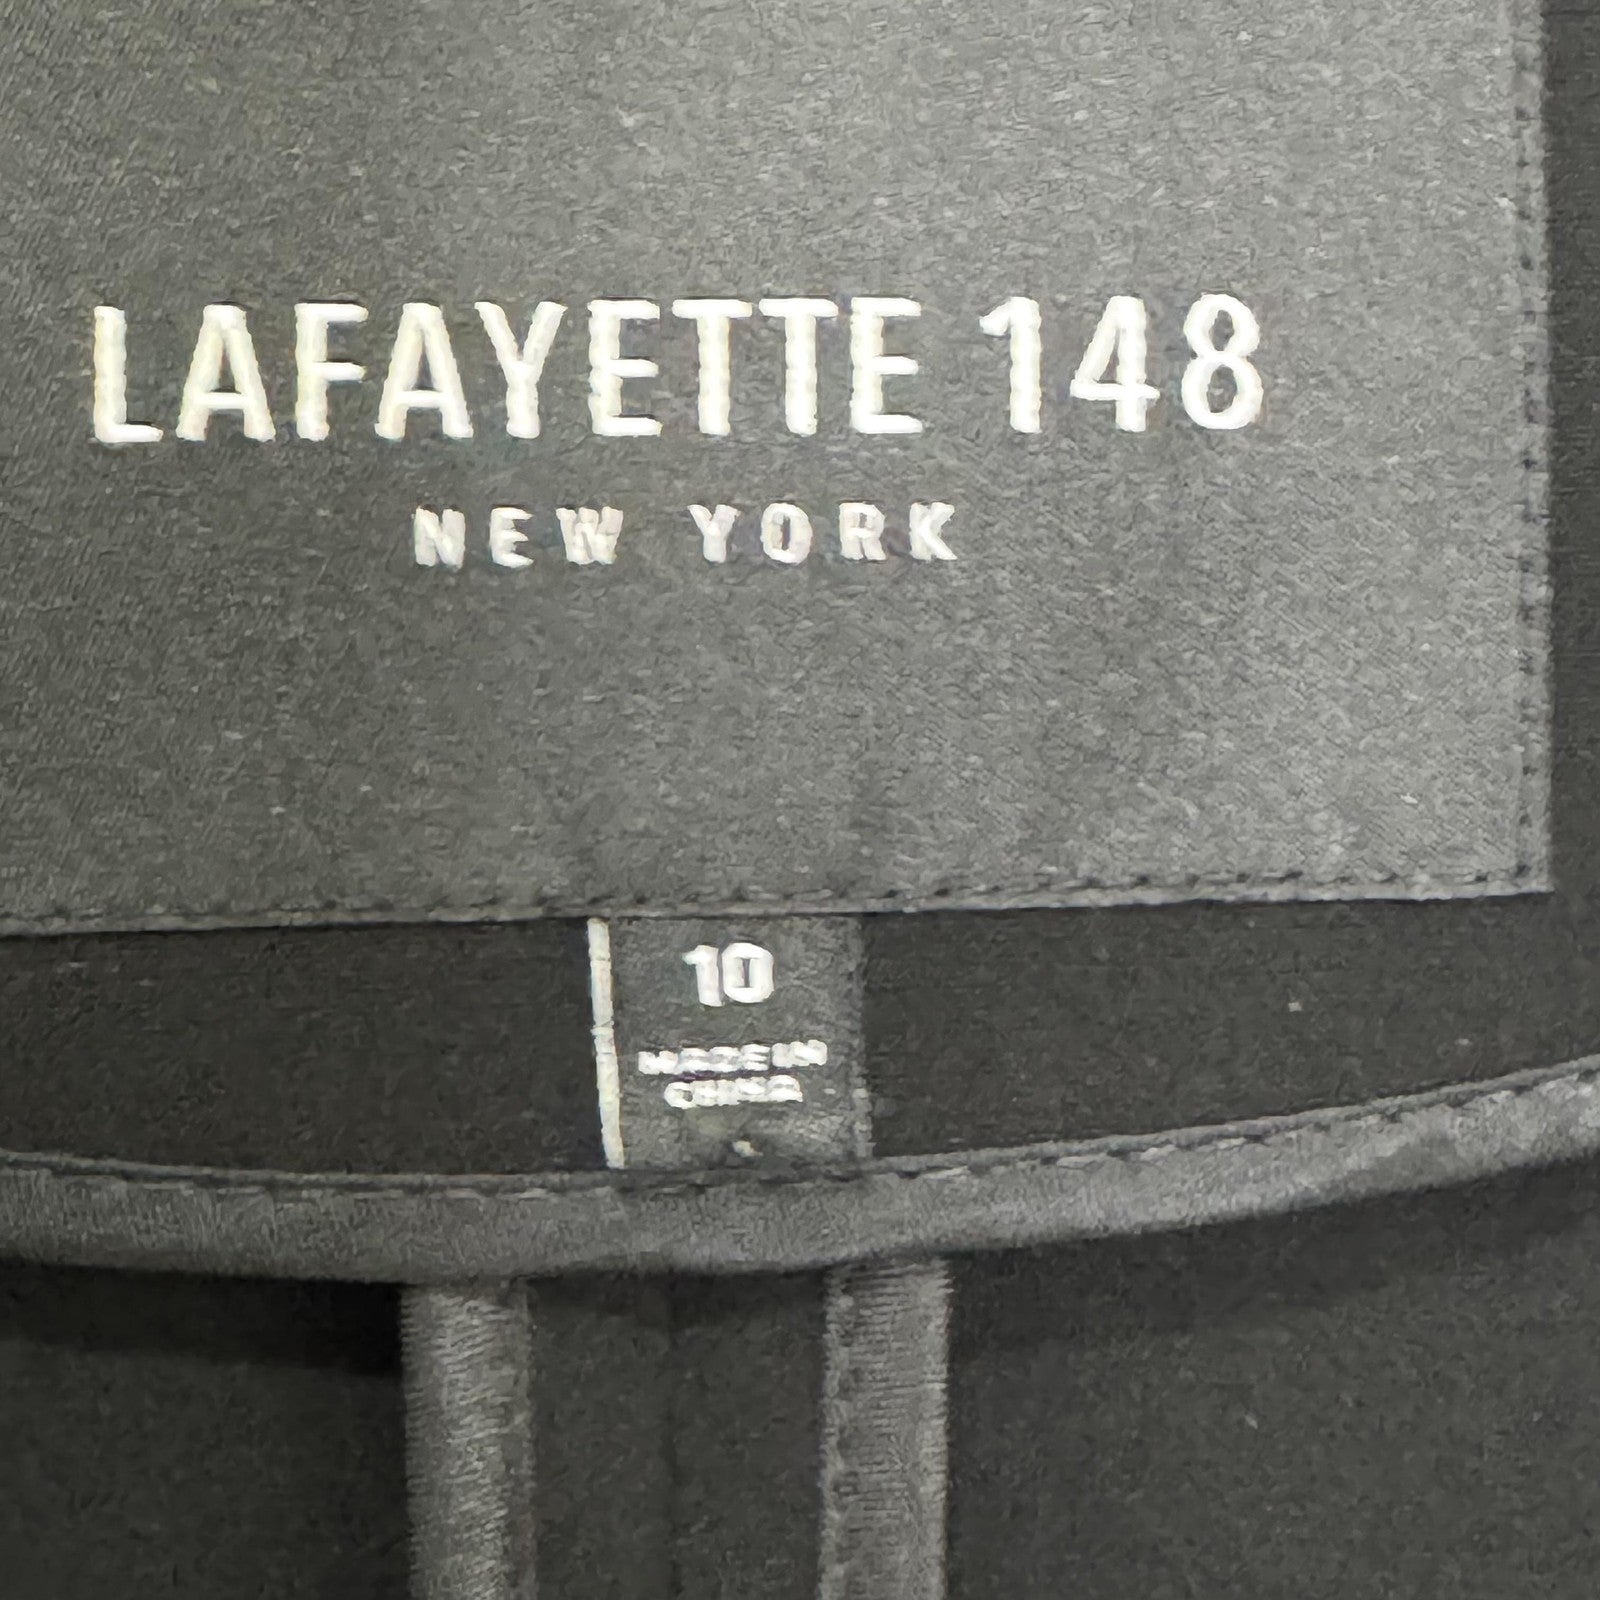 LAFAYETTE 148
NEW YORK
10
MADE IN
CHINA